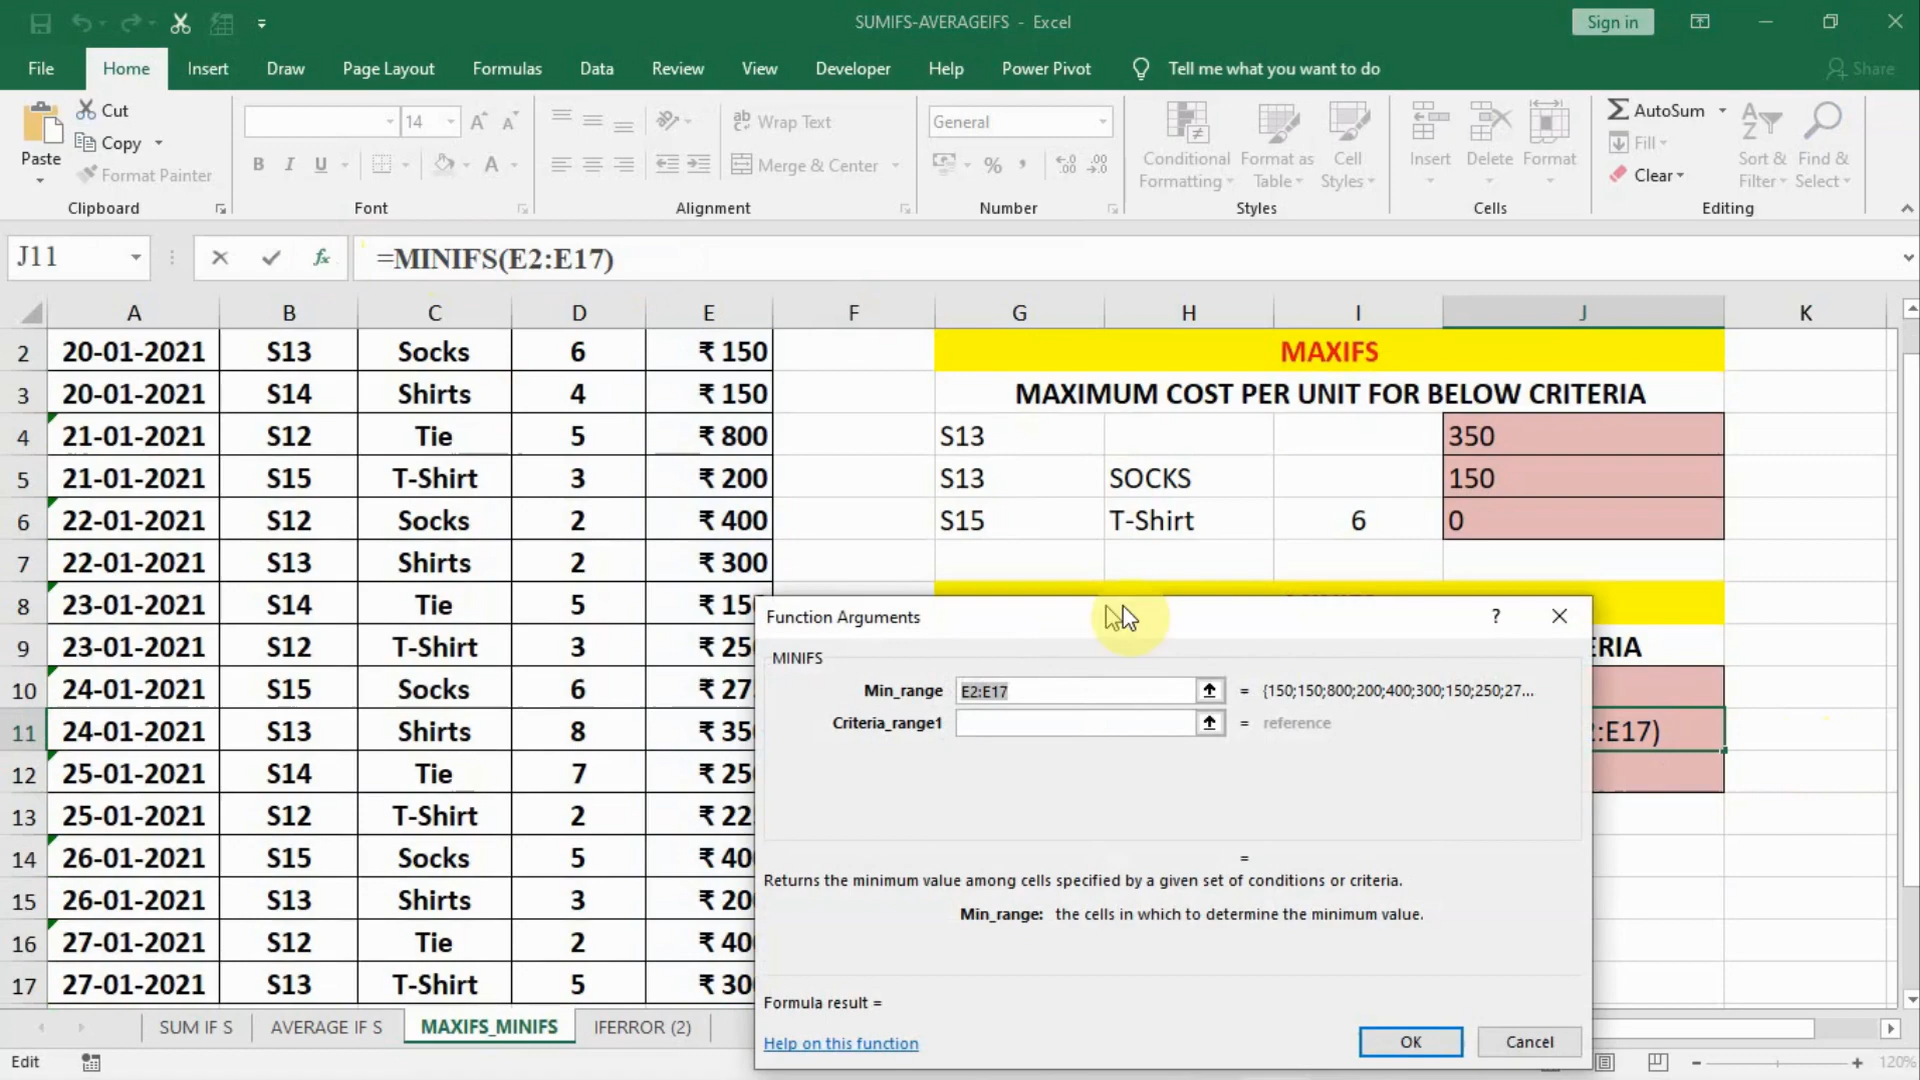 SUMIFS-AVERAGEIFS - Excel
Sign in
File Home Insert Draw Page Layout Formulas Data Review View Developer Help Power Pivot Tell me what you want to do Share
Paste
Cut
Copy
Format Painter
Clipboard
14
B I U
Font
Wrap Text
Merge & Center
Alignment
General
%
Number
Conditional Formatting
Format as Table
Cell Styles
Styles
Insert
Delete
Format
Cells
AutoSum
Fill
Clear
Sort & Filter
Find & Select
Editing
J11
fx
=MINIFS(E2:E17)
A B C D E F G H I J K
2 20-01-2021 S13 Socks 6 ₹ 150 MAXIFS
3 20-01-2021 S14 Shirts 4 ₹ 150 MAXIMUM COST PER UNIT FOR BELOW CRITERIA
4 21-01-2021 S12 Tie 5 ₹ 800 S13 350
5 21-01-2021 S15 T-Shirt 3 ₹ 200 S13 SOCKS 150
6 22-01-2021 S12 Socks 2 ₹ 400 S15 T-Shirt 6 0
7 22-01-2021 S13 Shirts 2 ₹ 300
8 23-01-2021 S14 Tie 5 ₹ 15
9 23-01-2021 S12 T-Shirt 3 ₹ 25 ERIA
10 24-01-2021 S15 Socks 6 ₹ 27
11 24-01-2021 S13 Shirts 8 ₹ 35 :E17)
12 25-01-2021 S14 Tie 7 ₹ 25
13 25-01-2021 S12 T-Shirt 2 ₹ 22
14 26-01-2021 S15 Socks 5 ₹ 40
15 26-01-2021 S13 Shirts 3 ₹ 20
16 27-01-2021 S12 Tie 2 ₹ 40
17 27-01-2021 S13 T-Shirt 5 ₹ 30
Function Arguments ?
MINIFS
Min_range E2:E17 = {150;150;800;200;400;300;150;250;27...
Criteria_range1 = reference
=
Returns the minimum value among cells specified by a given set of conditions or criteria.
Min_range: the cells in which to determine the minimum value.
Formula result =
Help on this function
OK
Cancel
SUM IF S AVERAGE IF S MAXIFS_MINIFS IFERROR (2)
Edit
120%